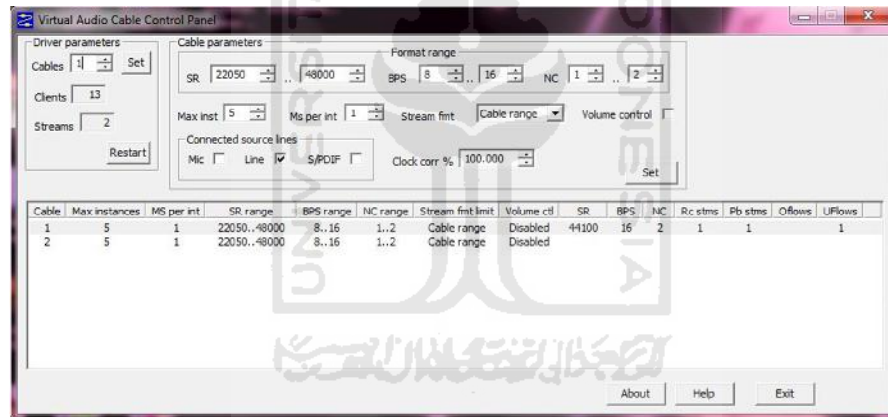 Virtual Audio Cable Control Panel
Driver parameters
Cables 1 Set
Clients 13
Streams 2
Restart
Cable parameters
Format range
SR 22050 .. 48000 BPS 8 .. 16 NC 1 .. 2
Max inst 5 Ms per int 1 Stream fmt Cable range Volume control
Connected source lines
Mic Line S/PDIF
Clock corr % 100.000
Set
Cable Max instances MS per int SR range BPS range NC range Stream fmt limit Volume ctl SR BPS NC Rc stms Pb stms Oflows UFlows
1 5 1 22050..48000 8..16 1..2 Cable range Disabled 44100 16 2 1 1 1
2 5 1 22050..48000 8..16 1..2 Cable range Disabled
About Help Exit